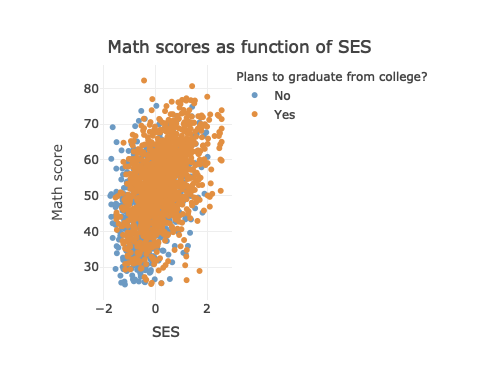 Math scores as function of SES
Plans to graduate from college?
No
Yes
Math score
80
70
60
50
40
30
−2
0
2
SES